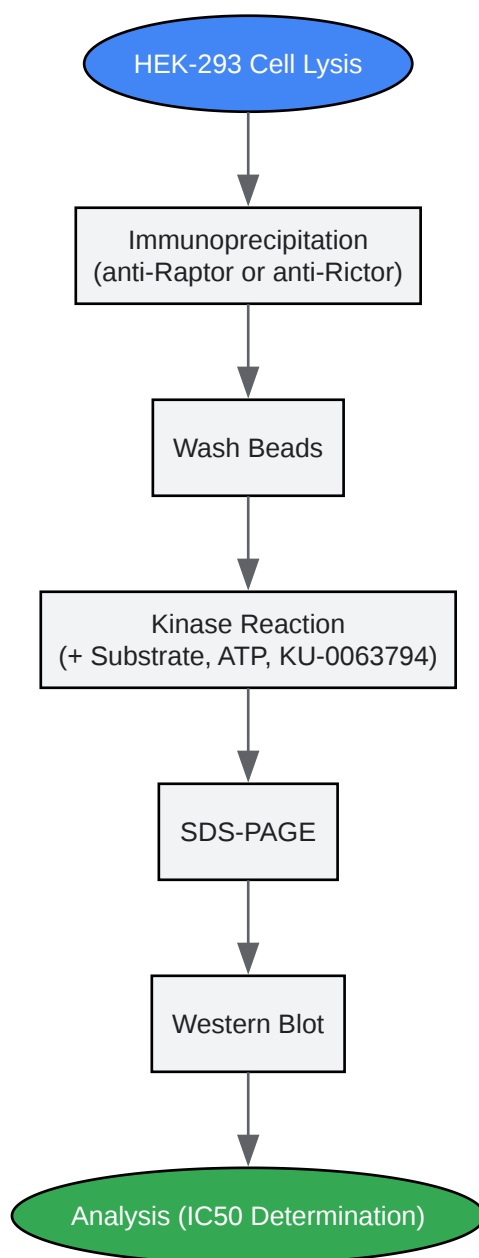 HEK-293 Cell Lysis
Immunoprecipitation
(anti-Raptor or anti-Rictor)
Wash Beads
Kinase Reaction
(+ Substrate, ATP, KU-0063794)
SDS-PAGE
Western Blot
Analysis (IC50 Determination)